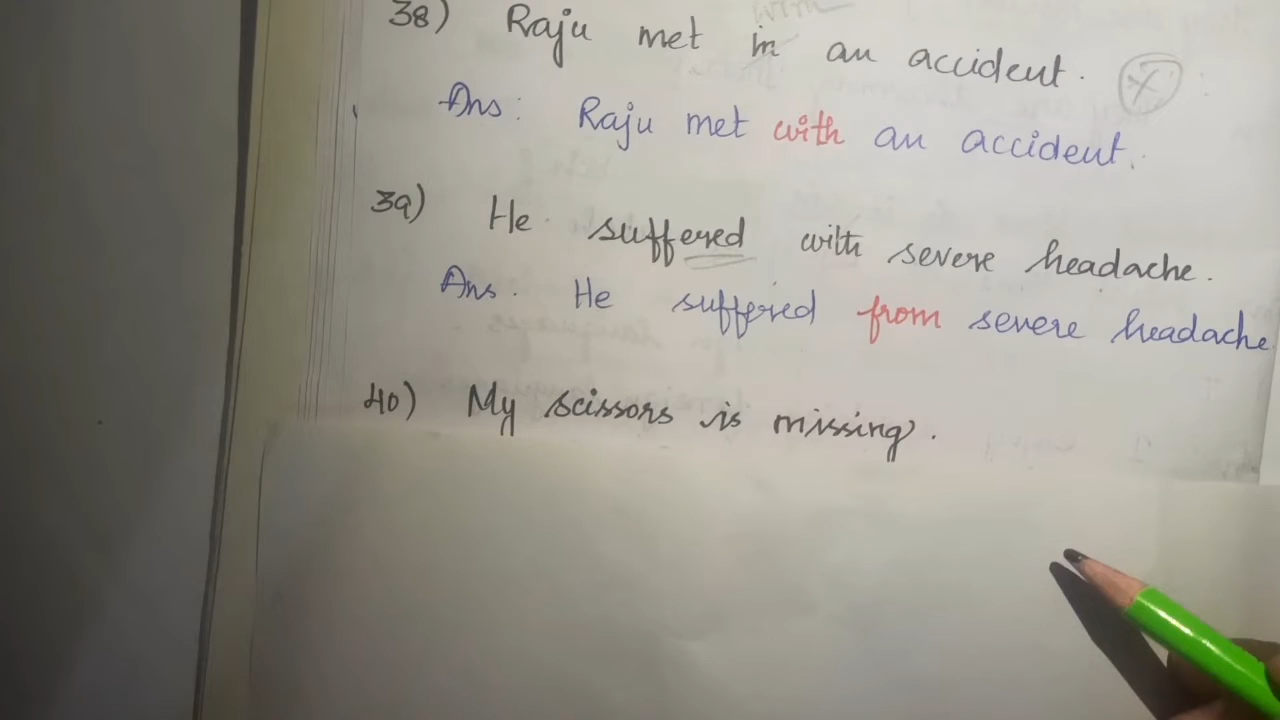 with
38) Raju met in an accident.
Ans: Raju met with an accident.
39) He suffered with severe headache.
Ans. He suffered from severe headache
40) My scissors is missing.